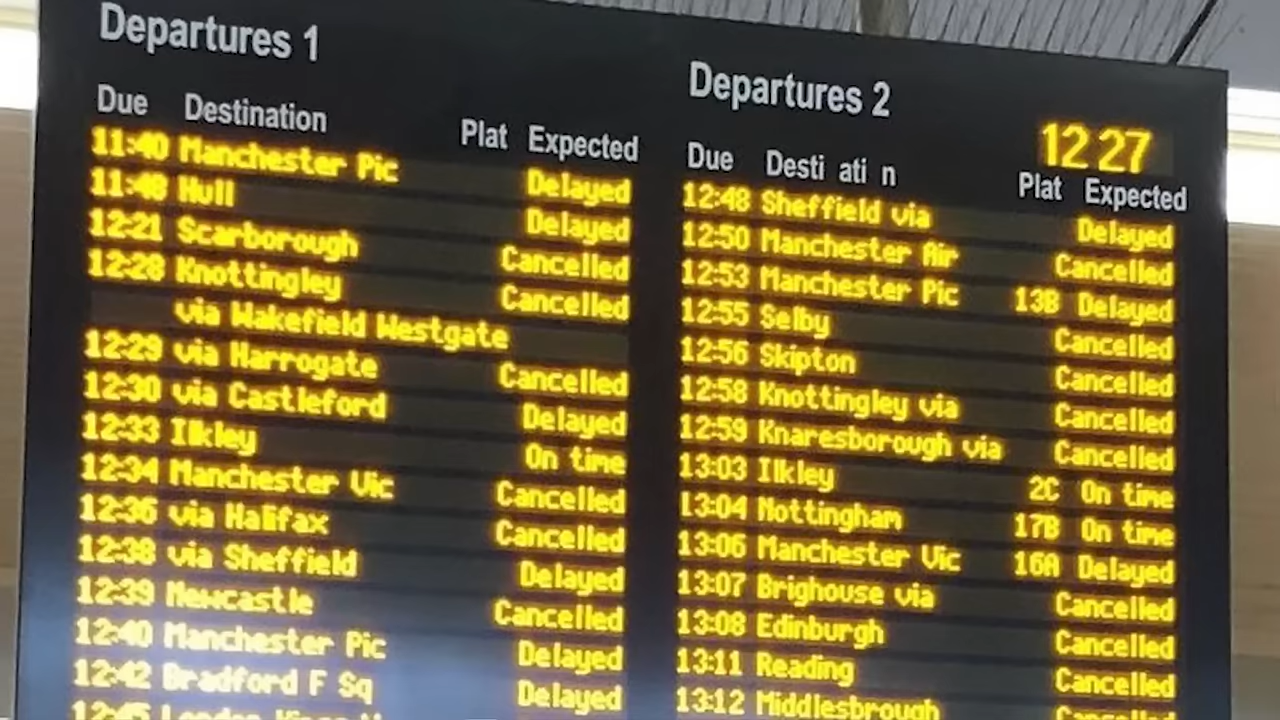 Departures 1
Due Destination Plat Expected
11:40 Manchester Pic Delayed
11:48 Hull Delayed
12:21 Scarborough Cancelled
12:28 Knottingley Cancelled
via Wakefield Westgate
12:29 via Harrogate Cancelled
12:30 via Castleford Delayed
12:33 Ilkley On time
12:34 Manchester Vic Cancelled
12:36 via Halifax Cancelled
12:38 via Sheffield Delayed
12:39 Newcastle Cancelled
12:40 Manchester Pic Delayed
12:42 Bradford F Sq Delayed
12:45 London
Departures 2
12 27
Due Desti ati n Plat Expected
12:48 Sheffield via Delayed
12:50 Manchester Air Cancelled
12:53 Manchester Pic 13B Delayed
12:55 Selby Cancelled
12:56 Skipton Cancelled
12:58 Knottingley via Cancelled
12:59 Knaresborough via Cancelled
13:03 Ilkley 2C On time
13:04 Nottingham 17B On time
13:06 Manchester Vic 16A Delayed
13:07 Brighouse via Cancelled
13:08 Edinburgh Cancelled
13:11 Reading Cancelled
13:12 Middlesbrough Cancelled